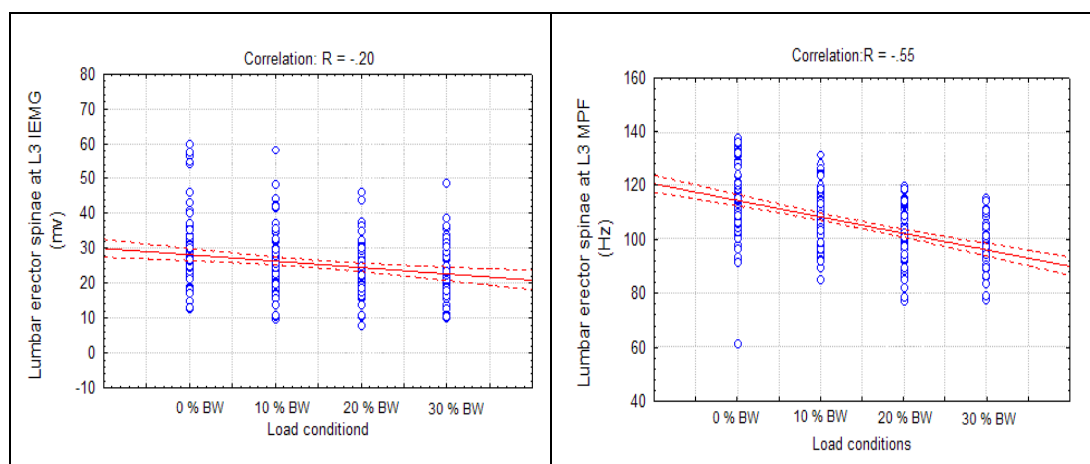 Correlation: R = -.20
Lumbar erector spinae at L3 IEMG
(mv)
80
70
60
50
40
30
20
10
0
-10
0 % BW 10 % BW 20 % BW 30 % BW
Load conditiond
Correlation:R = -.55
Lumbar erector spinae at L3 MPF
(Hz)
160
140
120
100
80
60
40
0 % BW 10 % BW 20 % BW 30 % BW
Load conditions